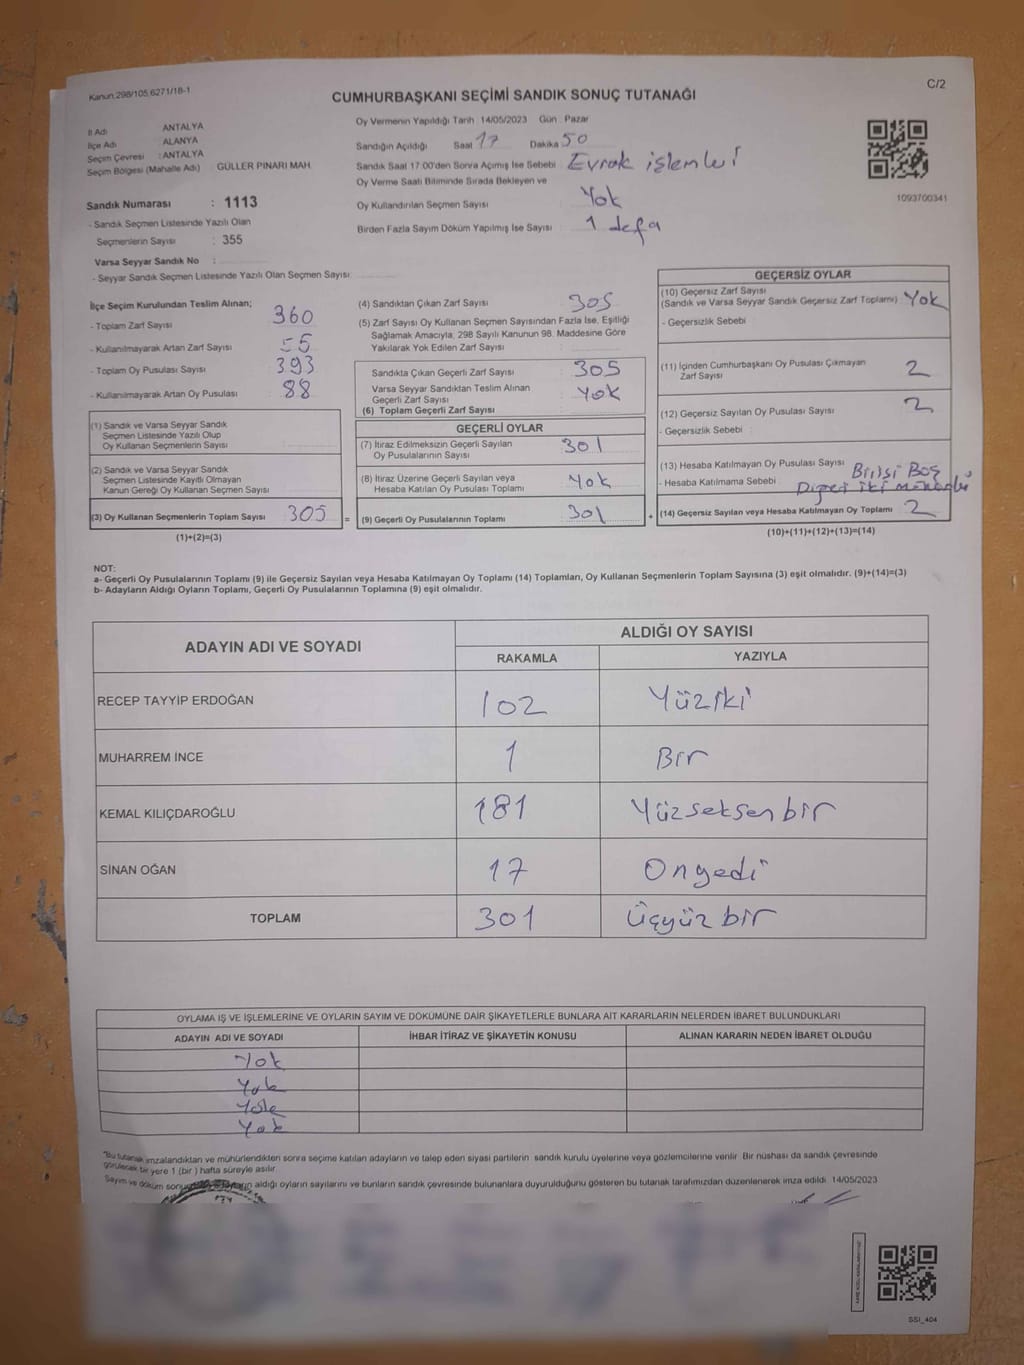 Kanun:298/105,6271/18-1
C/2
CUMHURBAŞKANI SEÇİMİ SANDIK SONUÇ TUTANAĞI
İl Adı : ANTALYA
İlçe Adı : ALANYA
Seçim Çevresi : ANTALYA
Seçim Bölgesi (Mahalle Adı) GÜLLER PINARI MAH.
Sandık Numarası : 1113
- Sandık Seçmen Listesinde Yazılı Olan
Seçmenlerin Sayısı : 355
Varsa Seyyar Sandık No :
- Seyyar Sandık Seçmen Listesinde Yazılı Olan Seçmen Sayısı
Oy Vermenin Yapıldığı Tarih : 14/05/2023 Gün : Pazar
Sandığın Açıldığı Saat 17 Dakika 50
Sandık Saat 17:00'den Sonra Açmış İse Sebebi : Evrak işlemleri
Oy Verme Saati Bitiminde Sırada Bekleyen ve
Oy Kullandırılan Seçmen Sayısı : Yok
Birden Fazla Sayım Döküm Yapılmış İse Sayısı : 1 defa
1093700341
İlçe Seçim Kurulundan Teslim Alınan;
- Toplam Zarf Sayısı : 360
- Kullanılmayarak Artan Zarf Sayısı : 55
- Toplam Oy Pusulası Sayısı : 393
- Kullanılmayarak Artan Oy Pusulası : 88
(1) Sandık ve Varsa Seyyar Sandık
Seçmen Listesinde Yazılı Olup
Oy Kullanan Seçmenlerin Sayısı :
(2) Sandık ve Varsa Seyyar Sandık
Seçmen Listesinde Kayıtlı Olmayan
Kanun Gereği Oy Kullanan Seçmen Sayısı
(3) Oy Kullanan Seçmenlerin Toplam Sayısı 305 =
(1)+(2)=(3)
(4) Sandıktan Çıkan Zarf Sayısı : 305
(5) Zarf Sayısı Oy Kullanan Seçmen Sayısından Fazla İse, Eşitliği
Sağlamak Amacıyla, 298 Sayılı Kanunun 98. Maddesine Göre
Yakılarak Yok Edilen Zarf Sayısı :
Sandıkta Çıkan Geçerli Zarf Sayısı : 305
Varsa Seyyar Sandıktan Teslim Alınan
Geçerli Zarf Sayısı : Yok
(6) Toplam Geçerli Zarf Sayısı :
GEÇERLİ OYLAR
(7) İtiraz Edilmeksizin Geçerli Sayılan
Oy Pusulalarının Sayısı : 301
(8) İtiraz Üzerine Geçerli Sayılan veya
Hesaba Katılan Oy Pusulası Toplamı : Yok
(9) Geçerli Oy Pusulalarının Toplamı : 301 +
GEÇERSİZ OYLAR
(10) Geçersiz Zarf Sayısı
(Sandık ve Varsa Seyyar Sandık Geçersiz Zarf Toplamı) Yok
- Geçersizlik Sebebi :
(11) İçinden Cumhurbaşkanı Oy Pusulası Çıkmayan
Zarf Sayısı : 2
(12) Geçersiz Sayılan Oy Pusulası Sayısı : 2
- Geçersizlik Sebebi :
(13) Hesaba Katılmayan Oy Pusulası Sayısı : Birisi Boş
- Hesaba Katılmama Sebebi : Diğeri iki mühürlü
(14) Geçersiz Sayılan veya Hesaba Katılmayan Oy Toplamı : 2
(10)+(11)+(12)+(13)=(14)
NOT:
a- Geçerli Oy Pusulalarının Toplamı (9) ile Geçersiz Sayılan veya Hesaba Katılmayan Oy Toplamı (14) Toplamları, Oy Kullanan Seçmenlerin Toplam Sayısına (3) eşit olmalıdır. (9)+(14)=(3)
b- Adayların Aldığı Oyların Toplamı, Geçerli Oy Pusulalarının Toplamına (9) eşit olmalıdır.
ADAYIN ADI VE SOYADI ALDIĞI OY SAYISI
RAKAMLA YAZIYLA
RECEP TAYYİP ERDOĞAN 102 Yüziki
MUHARREM İNCE 1 Bir
KEMAL KILIÇDAROĞLU 181 Yüzseksenbir
SİNAN OĞAN 17 Onyedi
TOPLAM 301 Üçyüz bir
OYLAMA İŞ VE İŞLEMLERİNE VE OYLARIN SAYIM VE DÖKÜMÜNE DAİR ŞİKAYETLERLE BUNLARA AİT KARARLARIN NELERDEN İBARET BULUNDUKLARI
ADAYIN ADI VE SOYADI İHBAR İTİRAZ VE ŞİKAYETİN KONUSU ALINAN KARARIN NEDEN İBARET OLDUĞU
Yok
Yok
Yok
Yok
"Bu tutanak imzalandıktan ve mühürlendikten sonra seçime katılan adayların ve talep eden siyasi partilerin sandık kurulu üyelerine veya gözlemcilerine verilir. Bir nüshası da sandık çevresinde
görülecek bir yere 1 (bir ) hafta süreyle asılır.
Sayım ve döküm aldığı oyların sayılarını ve bunların sandık çevresinde bulunanlara duyurulduğunu gösteren bu tutanak tarafımızdan düzenlenerek imza edildi. 14/05/2023
SSI_404